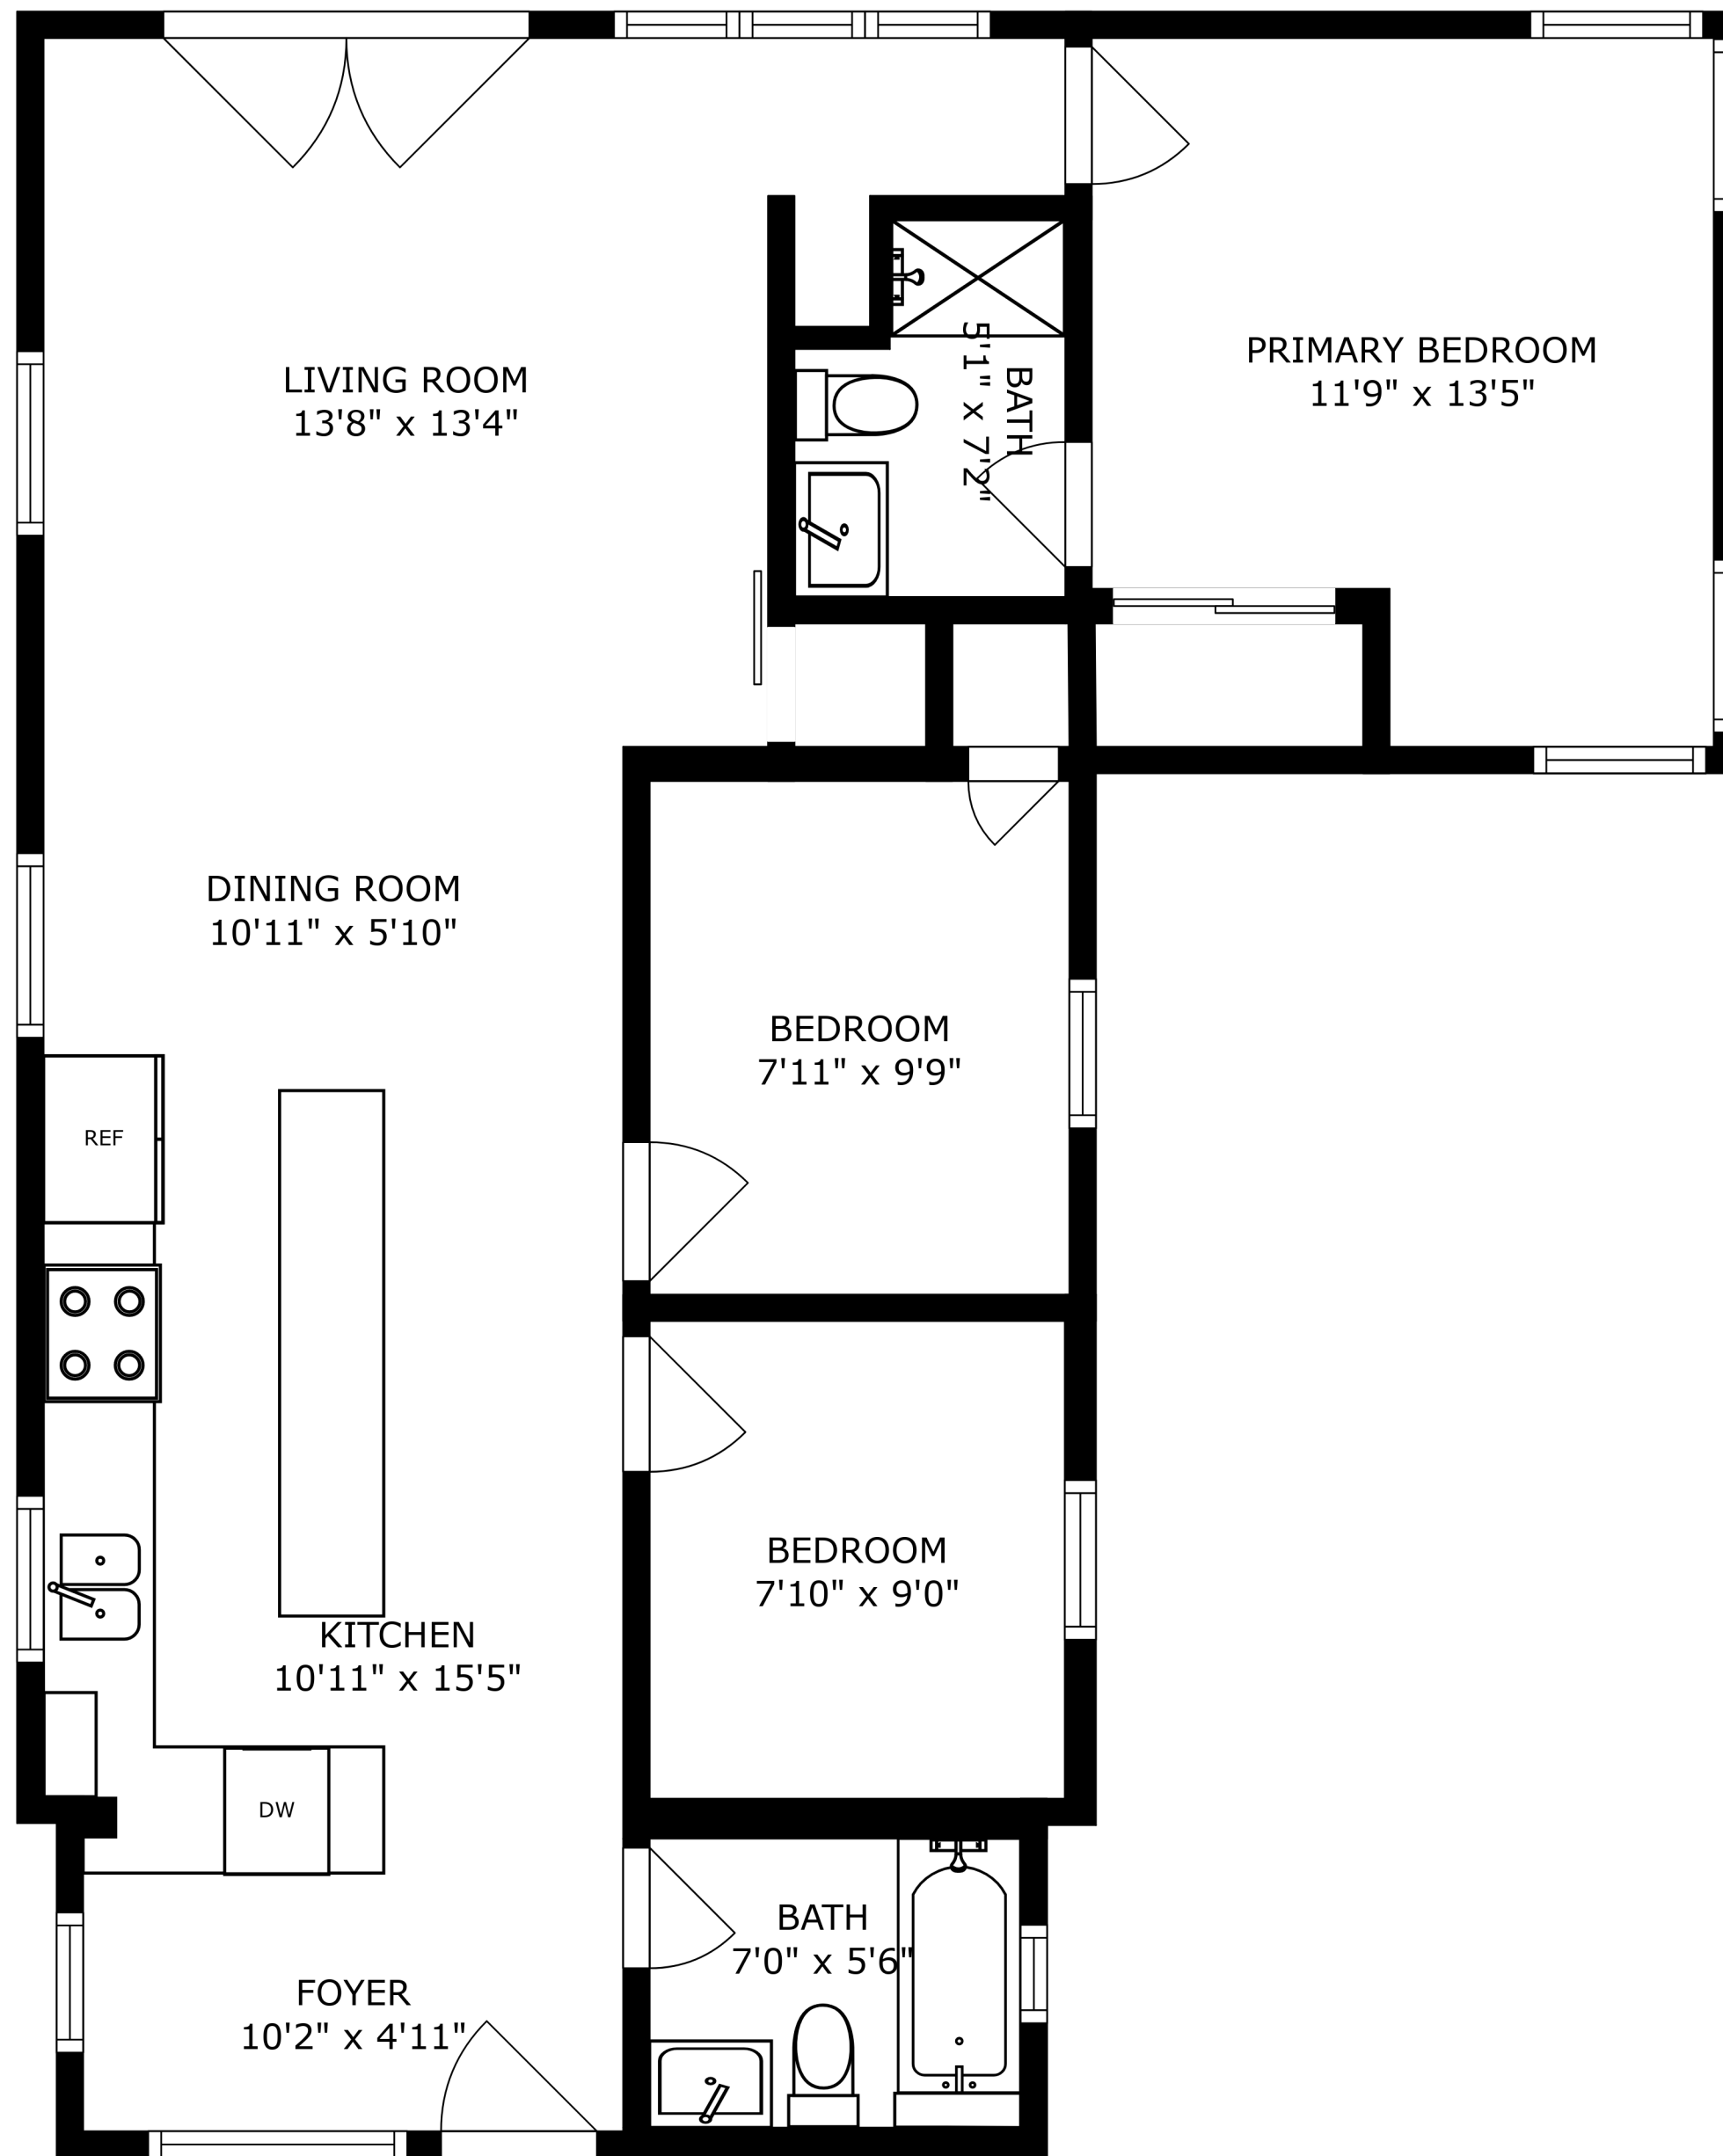 LIVING ROOM
13'8" x 13'4"
BATH
5'1" x 7'2"
PRIMARY BEDROOM
11'9" x 13'5"
DINING ROOM
10'11" x 5'10"
BEDROOM
7'11" x 9'9"
REF
BEDROOM
7'10" x 9'0"
KITCHEN
10'11" x 15'5"
DW
BATH
7'0" x 5'6"
FOYER
10'2" x 4'11"